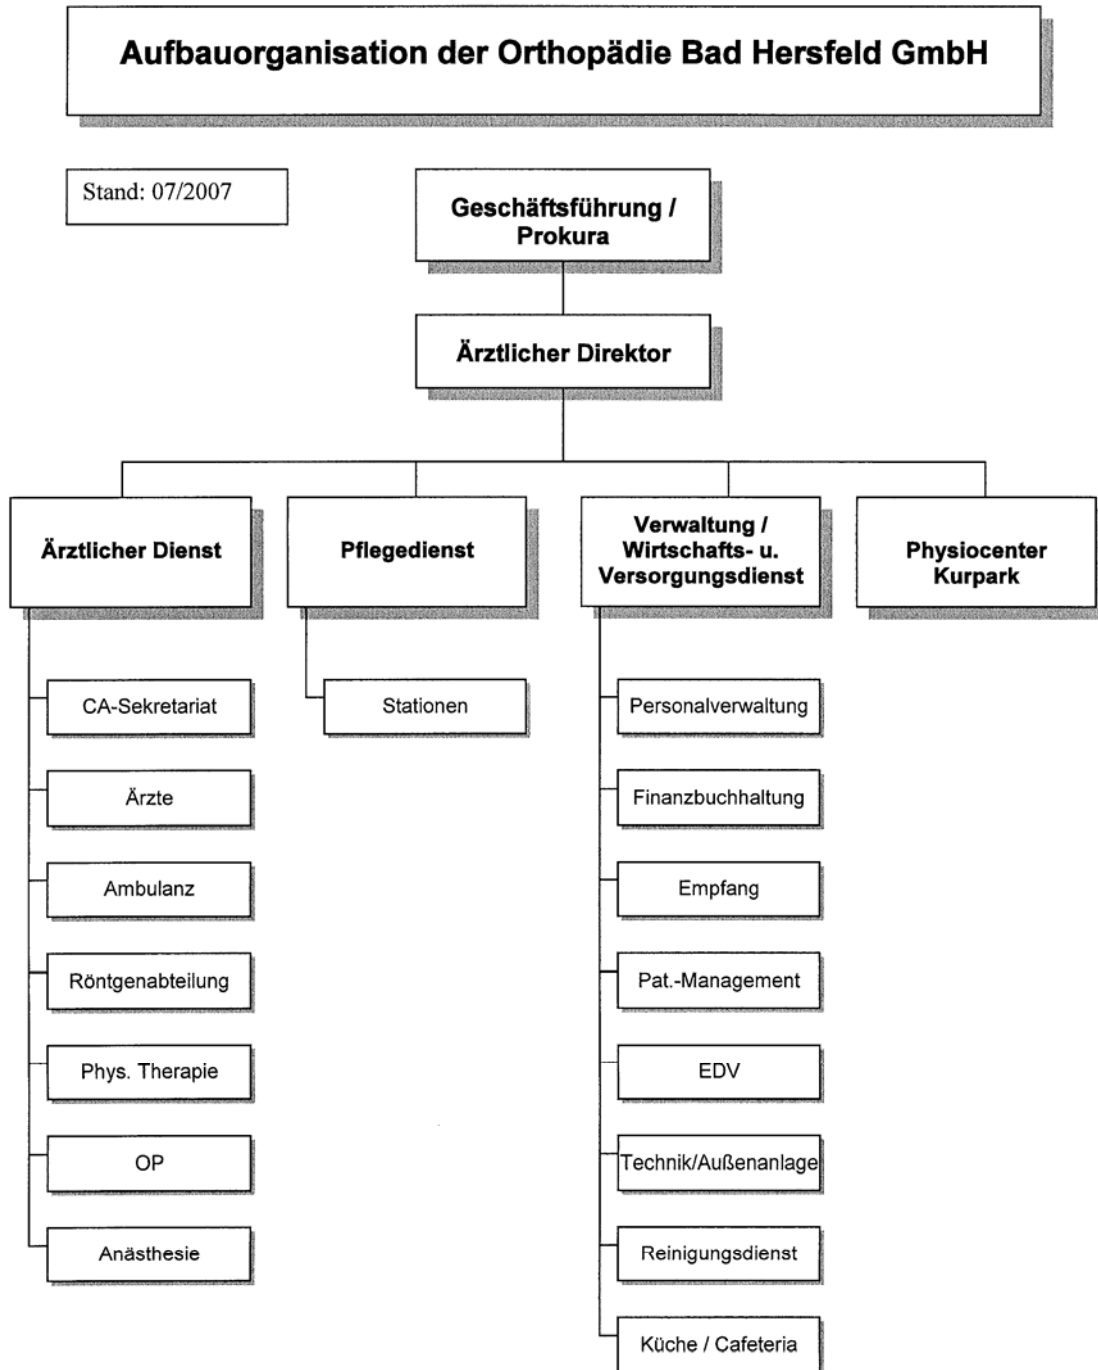 Aufbauorganisation der Orthopädie Bad Hersfeld GmbH
Stand: 07/2007
Geschäftsführung /
Prokura
Ärztlicher Direktor
Ärztlicher Dienst
Pflegedienst
Verwaltung /
Wirtschafts- u.
Versorgungsdienst
Physiocenter
Kurpark
CA-Sekretariat
Stationen
Personalverwaltung
Ärzte
Finanzbuchhaltung
Ambulanz
Empfang
Röntgenabteilung
Pat.-Management
Phys. Therapie
EDV
OP
Technik/Außenanlage
Anästhesie
Reinigungsdienst
Küche / Cafeteria